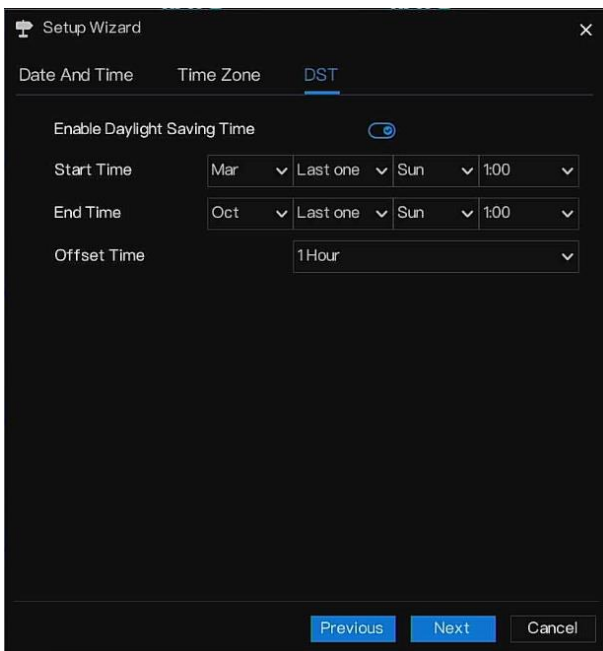 Setup Wizard
Date And Time Time Zone DST
Enable Daylight Saving Time
Start Time Mar Last one Sun 1:00
End Time Oct Last one Sun 1:00
Offset Time 1 Hour
Previous Next Cancel